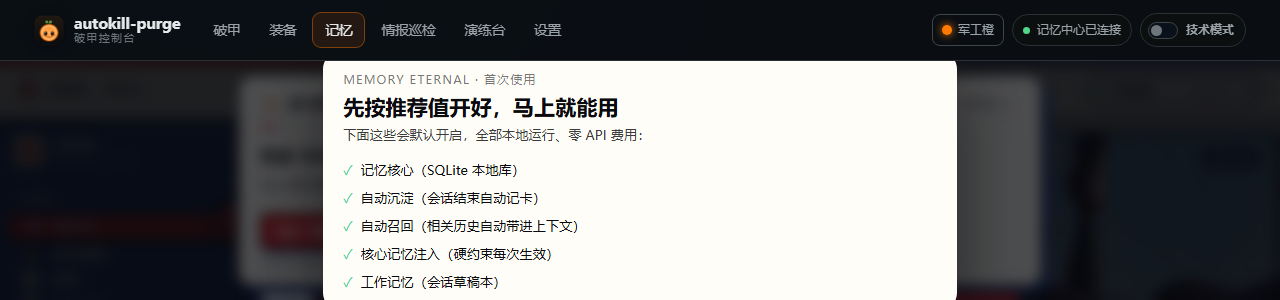 autokill-purge
破甲控制台
破甲 装备 记忆 情报巡检 演练台 设置
军工橙 记忆中心已连接 技术模式
MEMORY ETERNAL · 首次使用
先按推荐值开好，马上就能用
下面这些会默认开启，全部本地运行、零 API 费用：
✓ 记忆核心（SQLite 本地库）
✓ 自动沉淀（会话结束自动记卡）
✓ 自动召回（相关历史自动带进上下文）
✓ 核心记忆注入（硬约束每次生效）
✓ 工作记忆（会话草稿本）